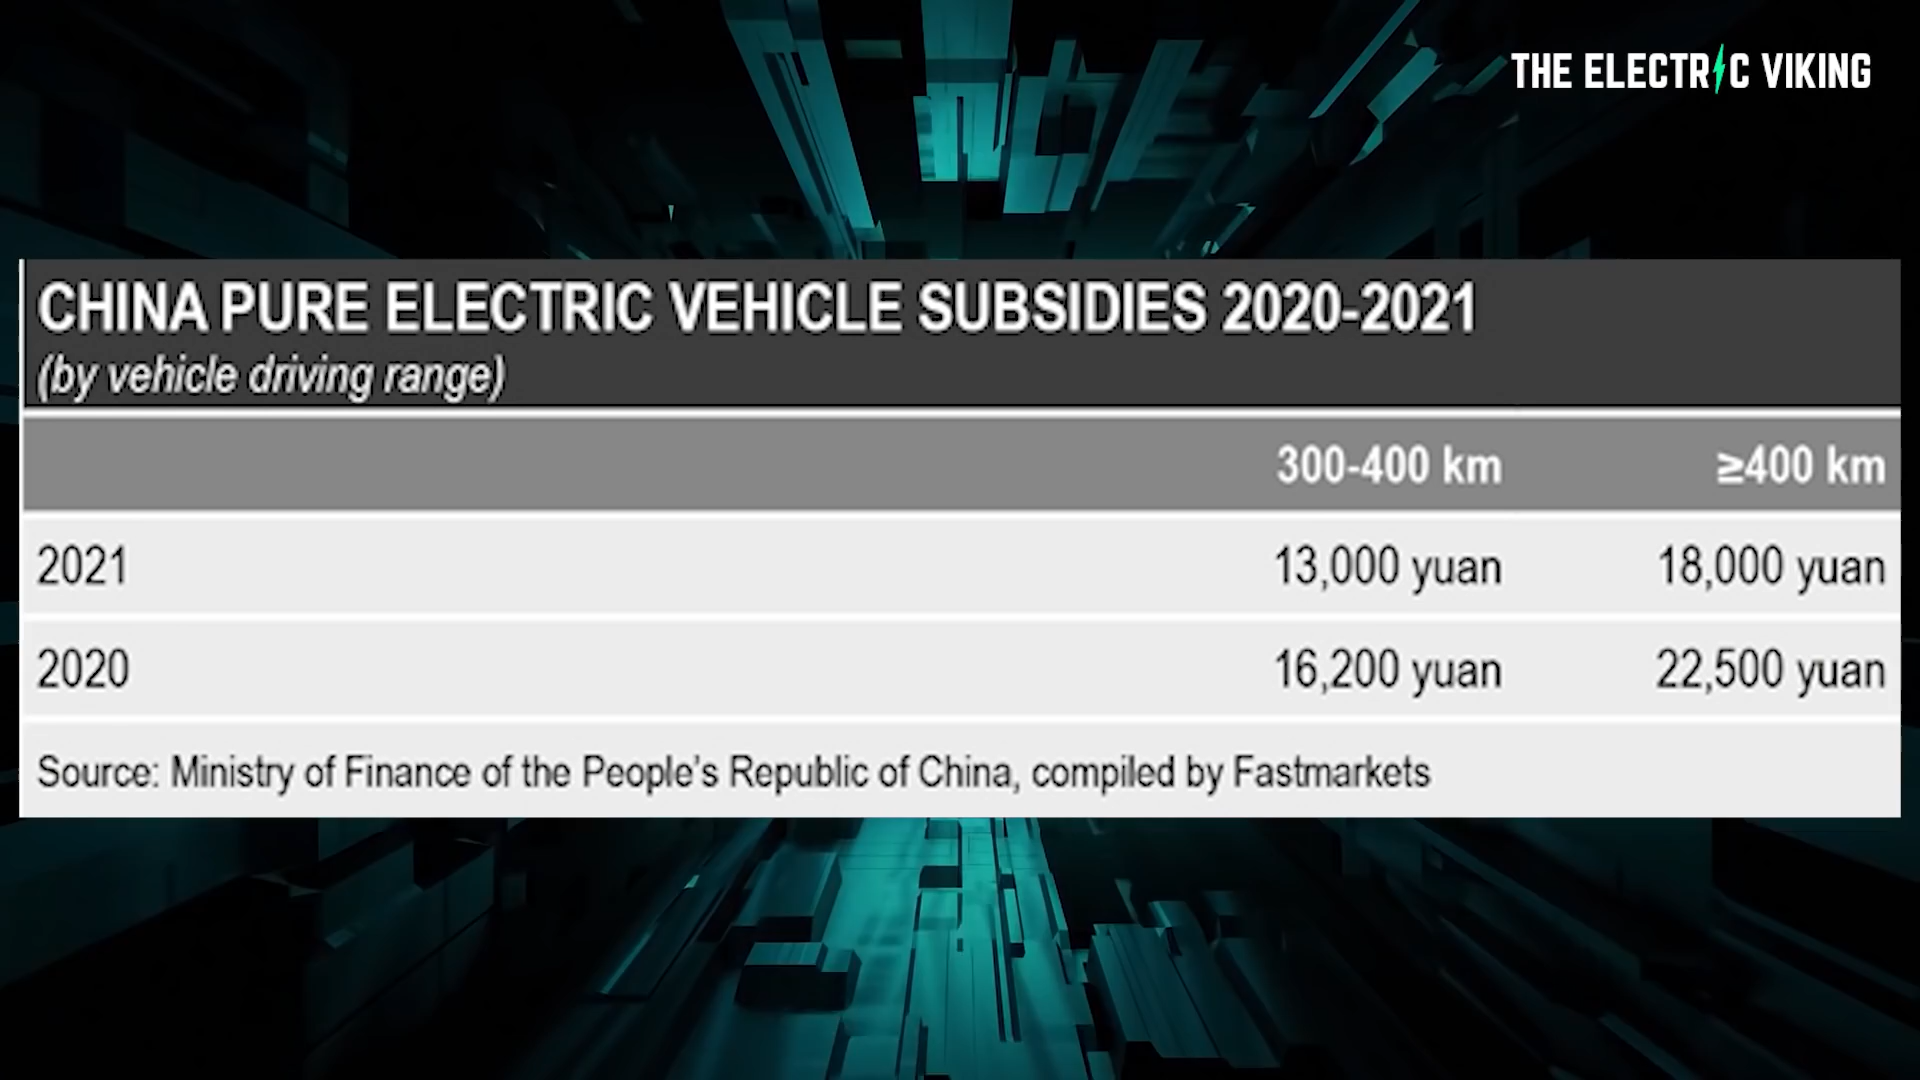 THE ELECTRIC VIKING
CHINA PURE ELECTRIC VEHICLE SUBSIDIES 2020-2021
(by vehicle driving range)
300-400 km ≥400 km
2021 13,000 yuan 18,000 yuan
2020 16,200 yuan 22,500 yuan
Source: Ministry of Finance of the People's Republic of China, compiled by Fastmarkets